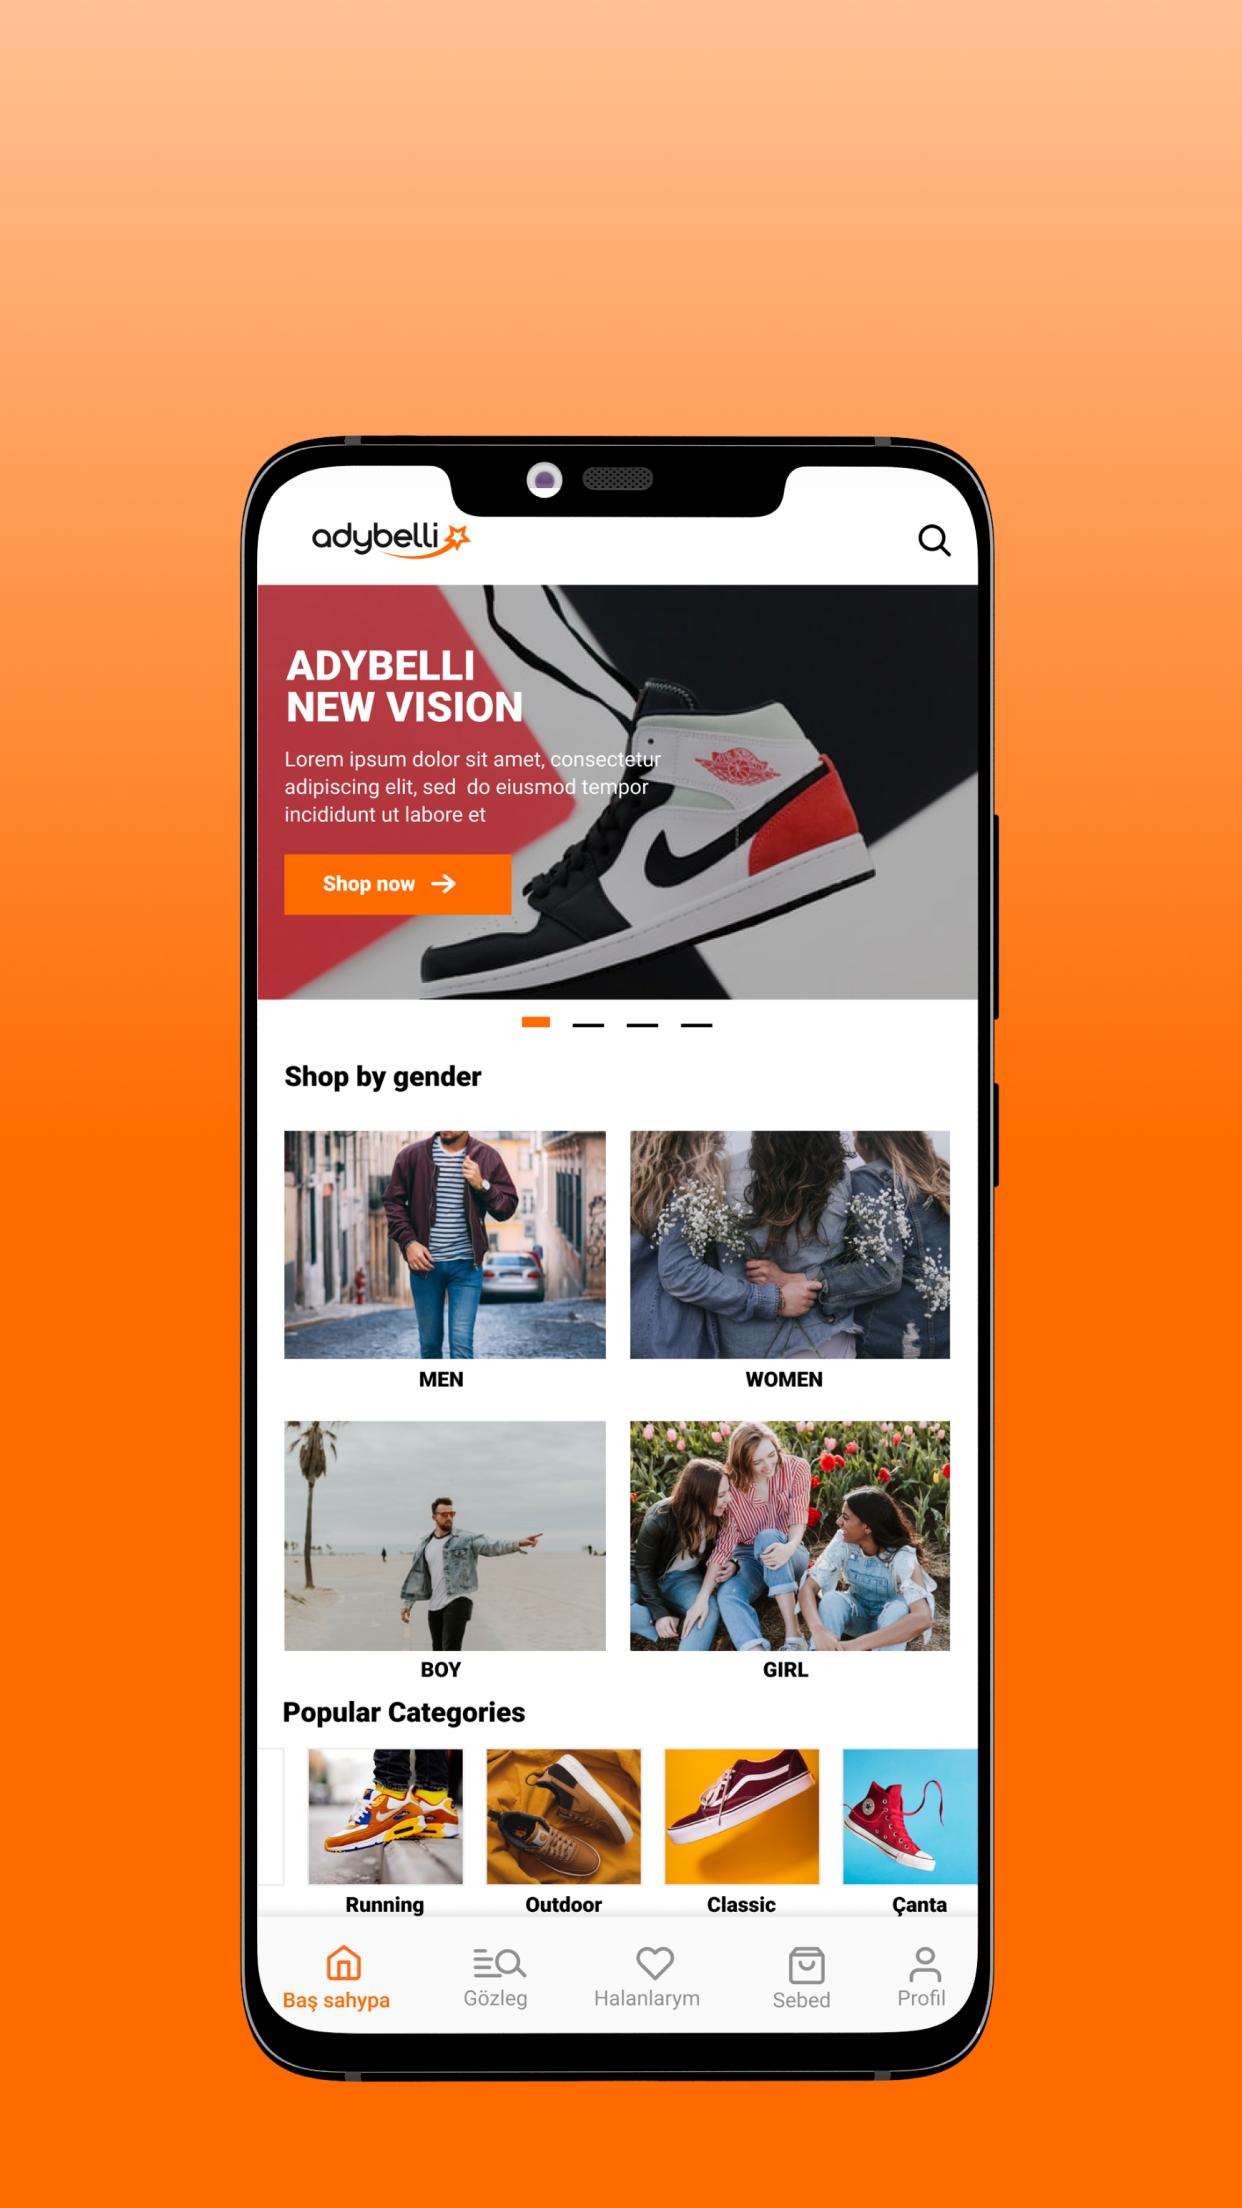 adybelli
ADYBELLI
NEW VISION
Lorem ipsum dolor sit amet, consectetur
adipiscing elit, sed  do eiusmod tempor
incididunt ut labore et
Shop now
Shop by gender
MEN
WOMEN
BOY
GIRL
Popular Categories
Running
Outdoor
Classic
Çanta
Baş sahypa
Gözleg
Halanlarym
Sebed
Profil